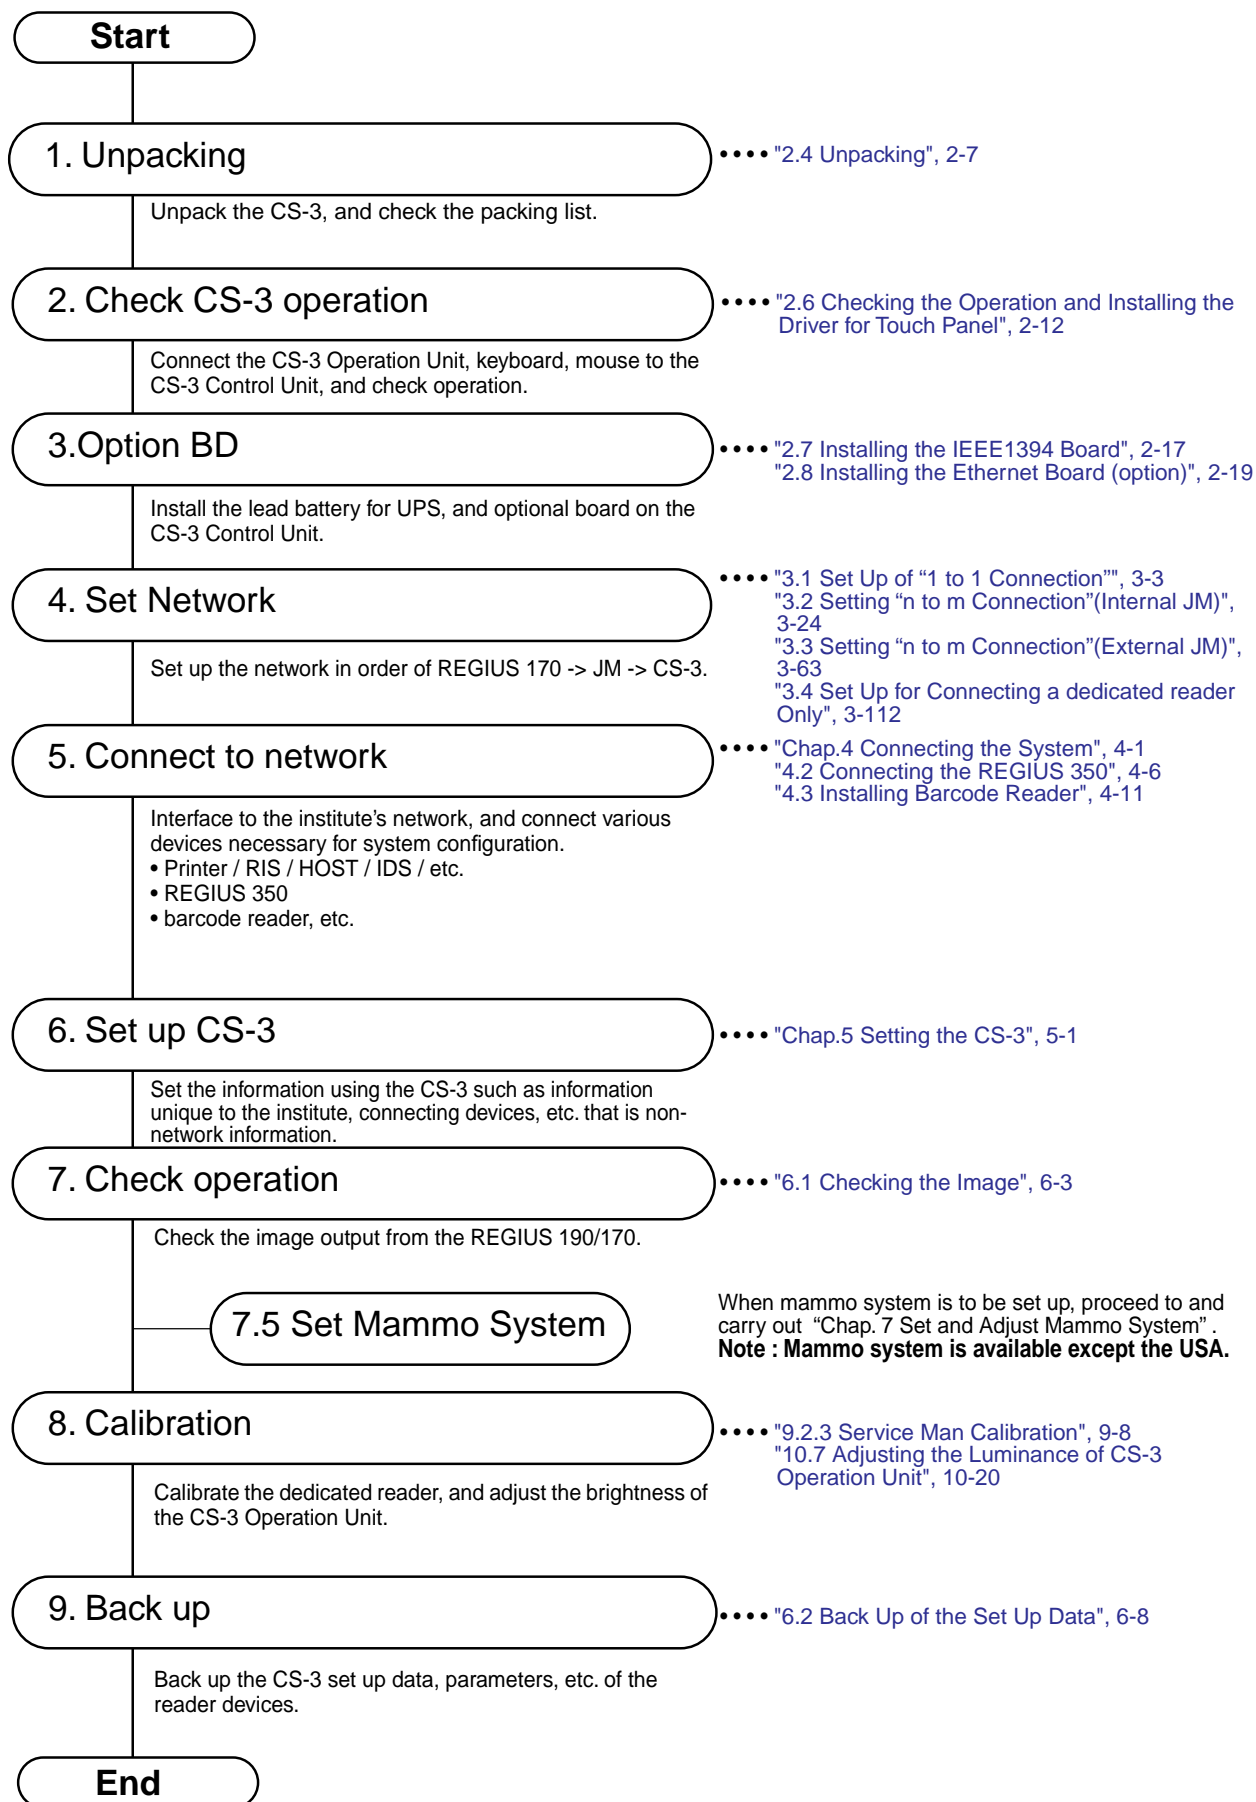 Start
1. Unpacking
•••• "2.4 Unpacking", 2-7
Unpack the CS-3, and check the packing list.
2. Check CS-3 operation
•••• "2.6 Checking the Operation and Installing the
Driver for Touch Panel", 2-12
Connect the CS-3 Operation Unit, keyboard, mouse to the
CS-3 Control Unit, and check operation.
3.Option BD
•••• "2.7 Installing the IEEE1394 Board", 2-17
"2.8 Installing the Ethernet Board (option)", 2-19
Install the lead battery for UPS, and optional board on the
CS-3 Control Unit.
4. Set Network
•••• "3.1 Set Up of “1 to 1 Connection”", 3-3
"3.2 Setting “n to m Connection”(Internal JM)",
3-24
"3.3 Setting “n to m Connection”(External JM)",
3-63
"3.4 Set Up for Connecting a dedicated reader
Only", 3-112
Set up the network in order of REGIUS 170 -> JM -> CS-3.
5. Connect to network
•••• "Chap.4 Connecting the System", 4-1
"4.2 Connecting the REGIUS 350", 4-6
"4.3 Installing Barcode Reader", 4-11
Interface to the institute’s network, and connect various
devices necessary for system configuration.
• Printer / RIS / HOST / IDS / etc.
• REGIUS 350
• barcode reader, etc.
6. Set up CS-3
•••• "Chap.5 Setting the CS-3", 5-1
Set the information using the CS-3 such as information
unique to the institute, connecting devices, etc. that is non-
network information.
7. Check operation
•••• "6.1 Checking the Image", 6-3
Check the image output from the REGIUS 190/170.
7.5 Set Mammo System
When mammo system is to be set up, proceed to and
carry out “Chap. 7 Set and Adjust Mammo System” .
Note : Mammo system is available except the USA.
8. Calibration
•••• "9.2.3 Service Man Calibration", 9-8
"10.7 Adjusting the Luminance of CS-3
Operation Unit", 10-20
Calibrate the dedicated reader, and adjust the brightness of
the CS-3 Operation Unit.
9. Back up
•••• "6.2 Back Up of the Set Up Data", 6-8
Back up the CS-3 set up data, parameters, etc. of the
reader devices.
End